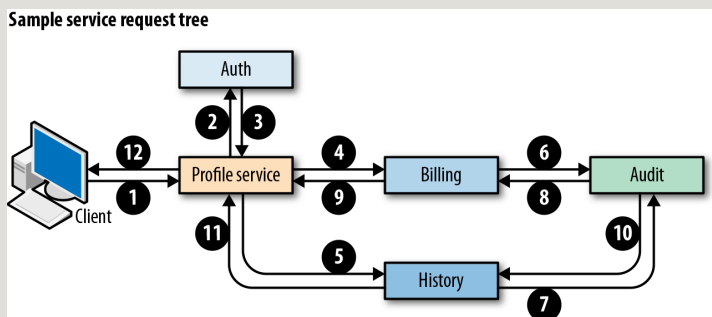 Sample service request tree
Auth
2 3
12 4 6
Profile service Billing Audit
1 9 8
Client
11 10
5
History
7